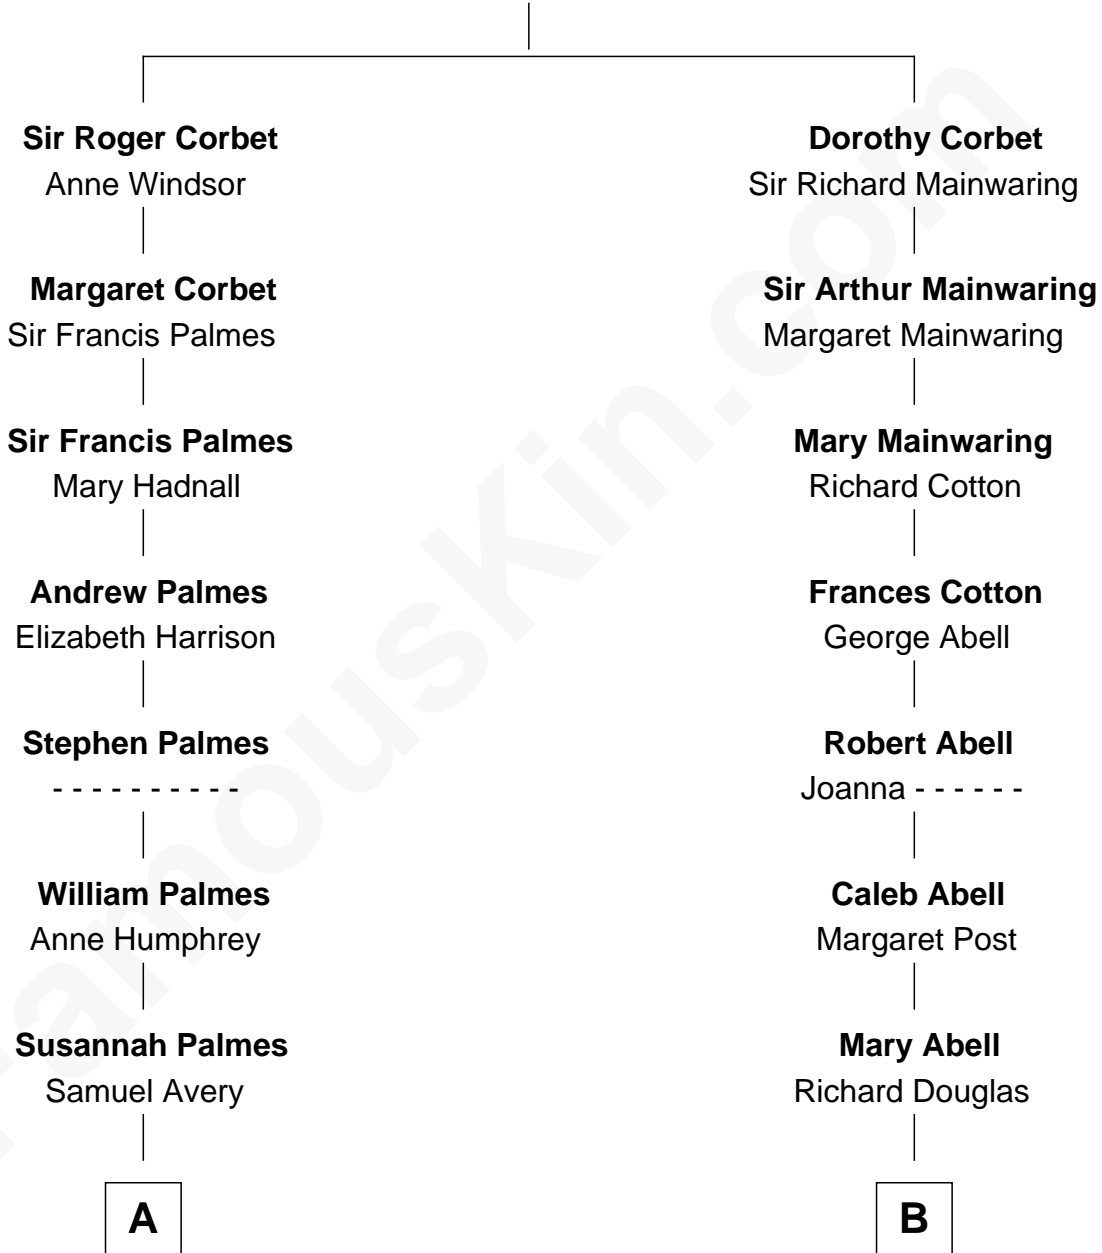 Sir Roger Corbet
Anne Windsor
Margaret Corbet
Sir Francis Palmes
Sir Francis Palmes
Mary Hadnall
Andrew Palmes
Elizabeth Harrison
Stephen Palmes
- - - - - - - - - -
William Palmes
Anne Humphrey
Susannah Palmes
Samuel Avery
A
Dorothy Corbet
Sir Richard Mainwaring
Sir Arthur Mainwaring
Margaret Mainwaring
Mary Mainwaring
Richard Cotton
Frances Cotton
George Abell
Robert Abell
Joanna - - - - - -
Caleb Abell
Margaret Post
Mary Abell
Richard Douglas
B
FamousKin.com